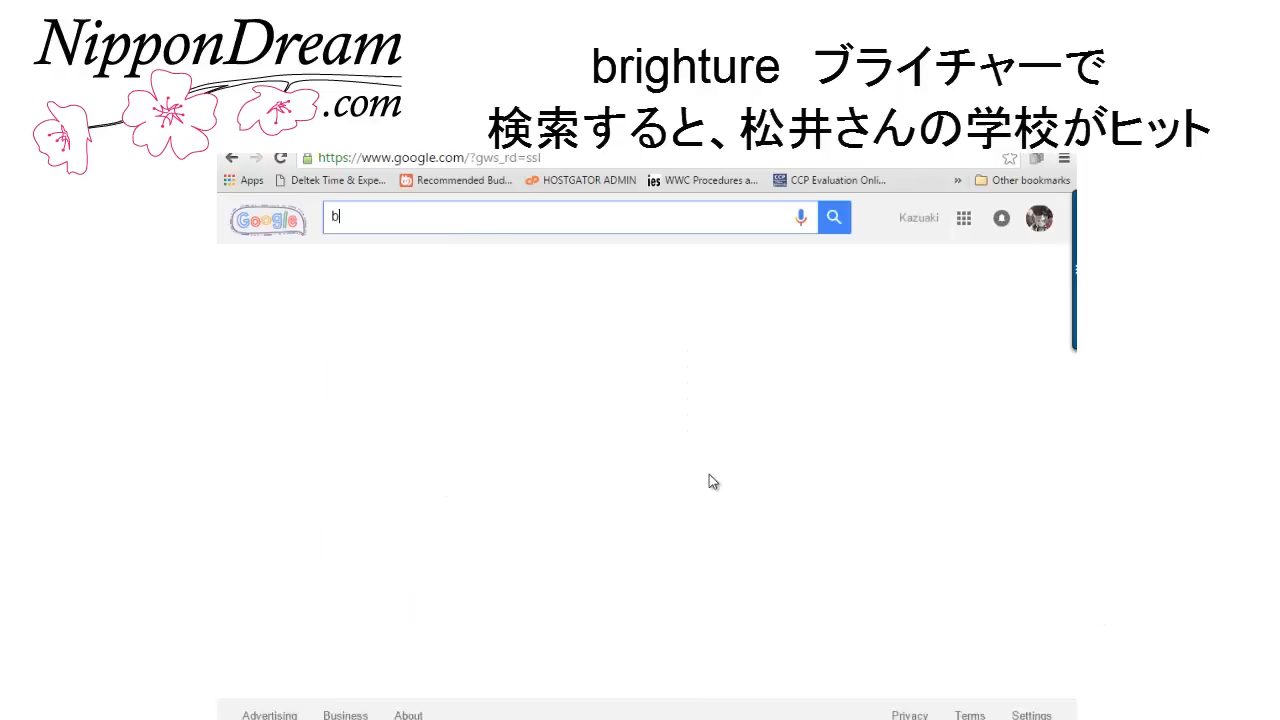 NipponDream
.com
brighture ブライチャーで
検索すると、松井さんの学校がヒット
https://www.google.com/?gws_rd=ssl
Apps Deltek Time & Expe... Recommended Bud... HOSTGATOR ADMIN ies WWC Procedures a... CCP Evaluation Onli... » Other bookmarks
Google b Kazuaki
Advertising Business About Privacy Terms Settings